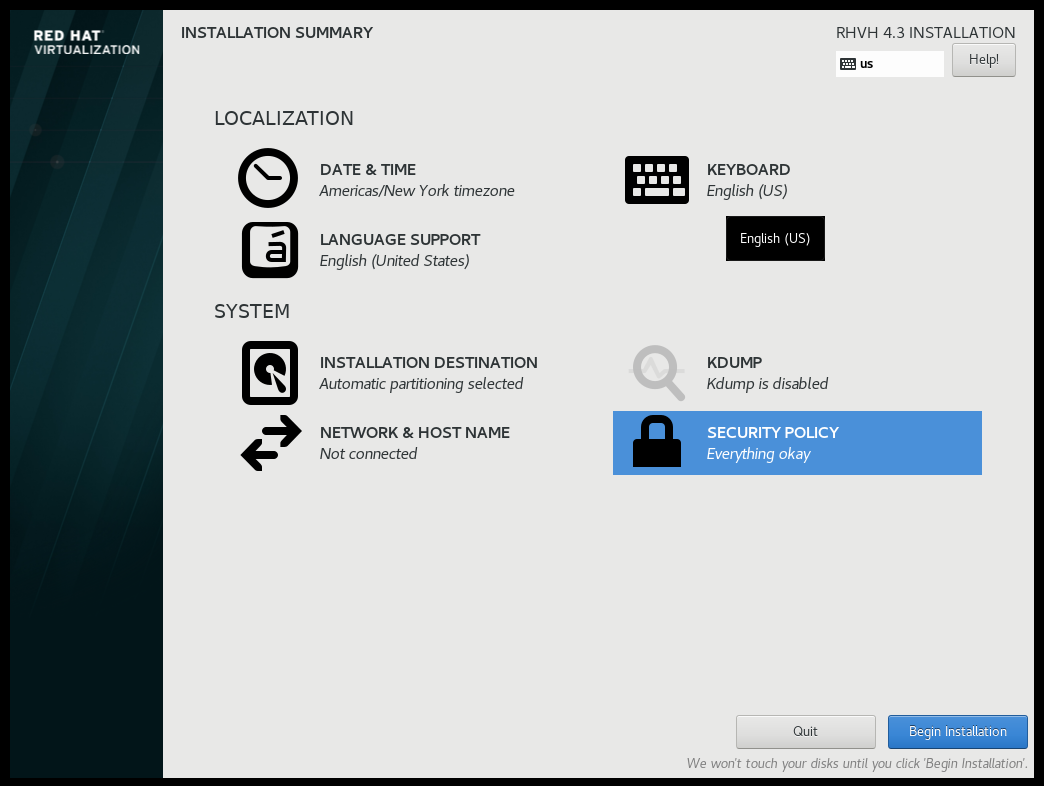 RED HAT
VIRTUALIZATION
INSTALLATION SUMMARY
RHVH 4.3 INSTALLATION
us
Help!
LOCALIZATION
DATE & TIME
Americas/New York timezone
KEYBOARD
English (US)
English (US)
LANGUAGE SUPPORT
English (United States)
SYSTEM
INSTALLATION DESTINATION
Automatic partitioning selected
KDUMP
Kdump is disabled
NETWORK & HOST NAME
Not connected
SECURITY POLICY
Everything okay
Quit
Begin Installation
We won't touch your disks until you click 'Begin Installation'.